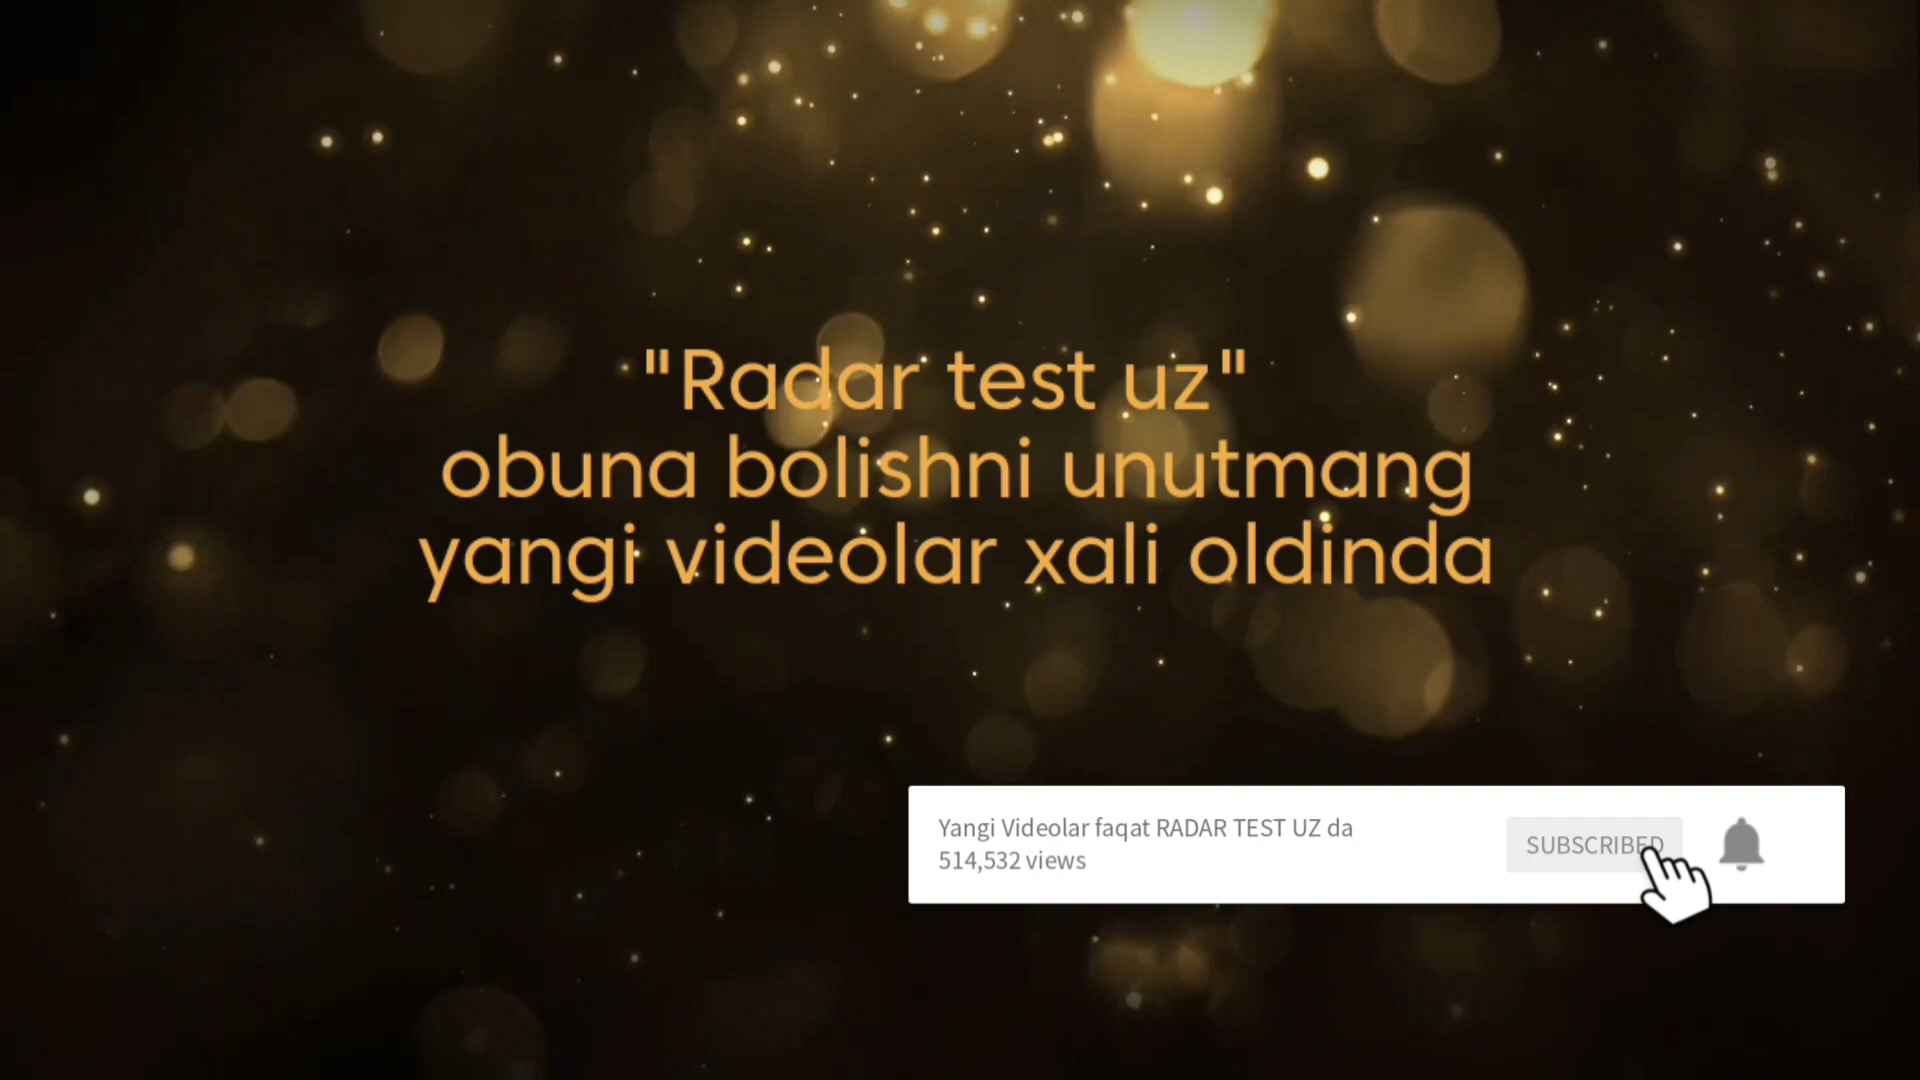 "Radar test uz"
obuna bolishni unutmang
yangi videolar xali oldinda
Yangi Videolar faqat RADAR TEST UZ da
514,532 views
SUBSCRIBED